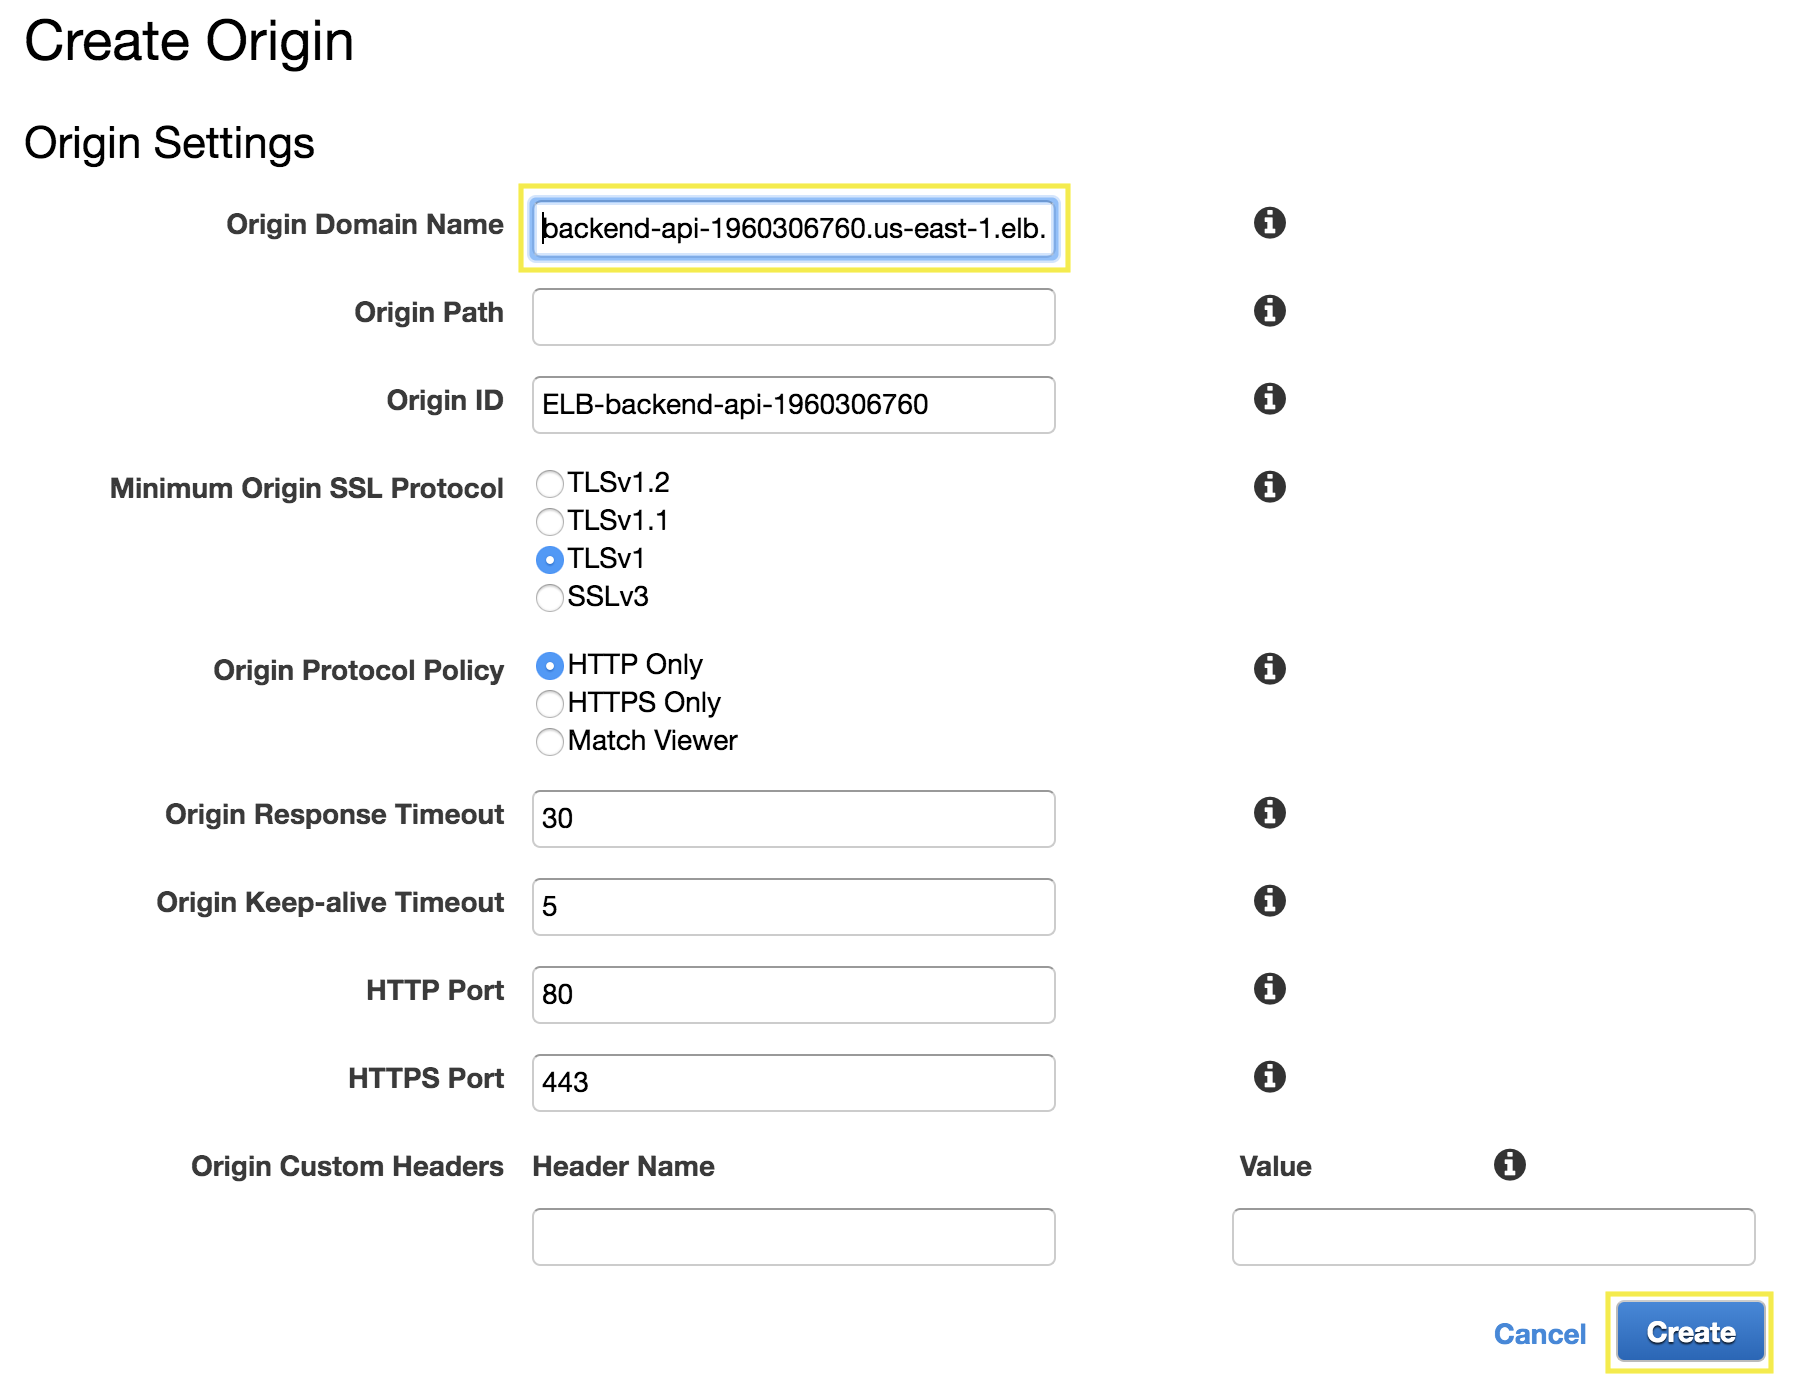 Create Origin
Origin Settings
Origin Domain Name backend-api-1960306760.us-east-1.elb.
Origin Path
Origin ID ELB-backend-api-1960306760
Minimum Origin SSL Protocol TLSv1.2
TLSv1.1
TLSv1
SSLv3
Origin Protocol Policy HTTP Only
HTTPS Only
Match Viewer
Origin Response Timeout 30
Origin Keep-alive Timeout 5
HTTP Port 80
HTTPS Port 443
Origin Custom Headers Header Name Value
Cancel Create